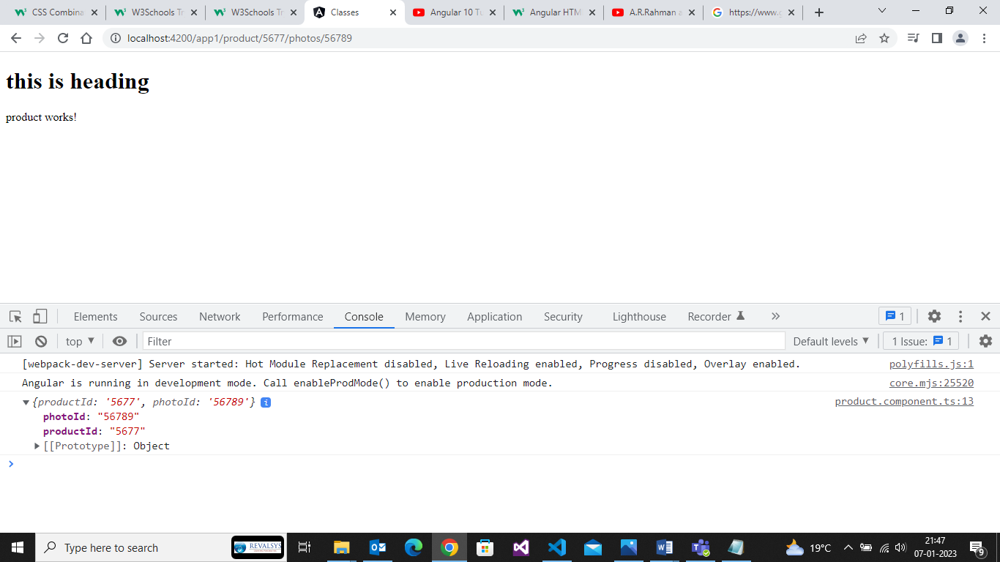 CSS Combina
W3Schools Tr
W3Schools Tr
Classes
Angular 10 Tu
Angular HTM
A.R.Rahman a
https://www.g
localhost:4200/app1/product/5677/photos/56789
this is heading
product works!
Elements Sources Network Performance Console Memory Application Security Lighthouse Recorder 1
top Filter Default levels 1 Issue: 1
[webpack-dev-server] Server started: Hot Module Replacement disabled, Live Reloading enabled, Progress disabled, Overlay enabled. polyfills.js:1
Angular is running in development mode. Call enableProdMode() to enable production mode. core.mjs:25520
{productId: '5677', photoId: '56789'} product.component.ts:13
photoId: "56789"
productId: "5677"
[[Prototype]]: Object
Type here to search
REVALSYS
19°C
21:47
07-01-2023
9